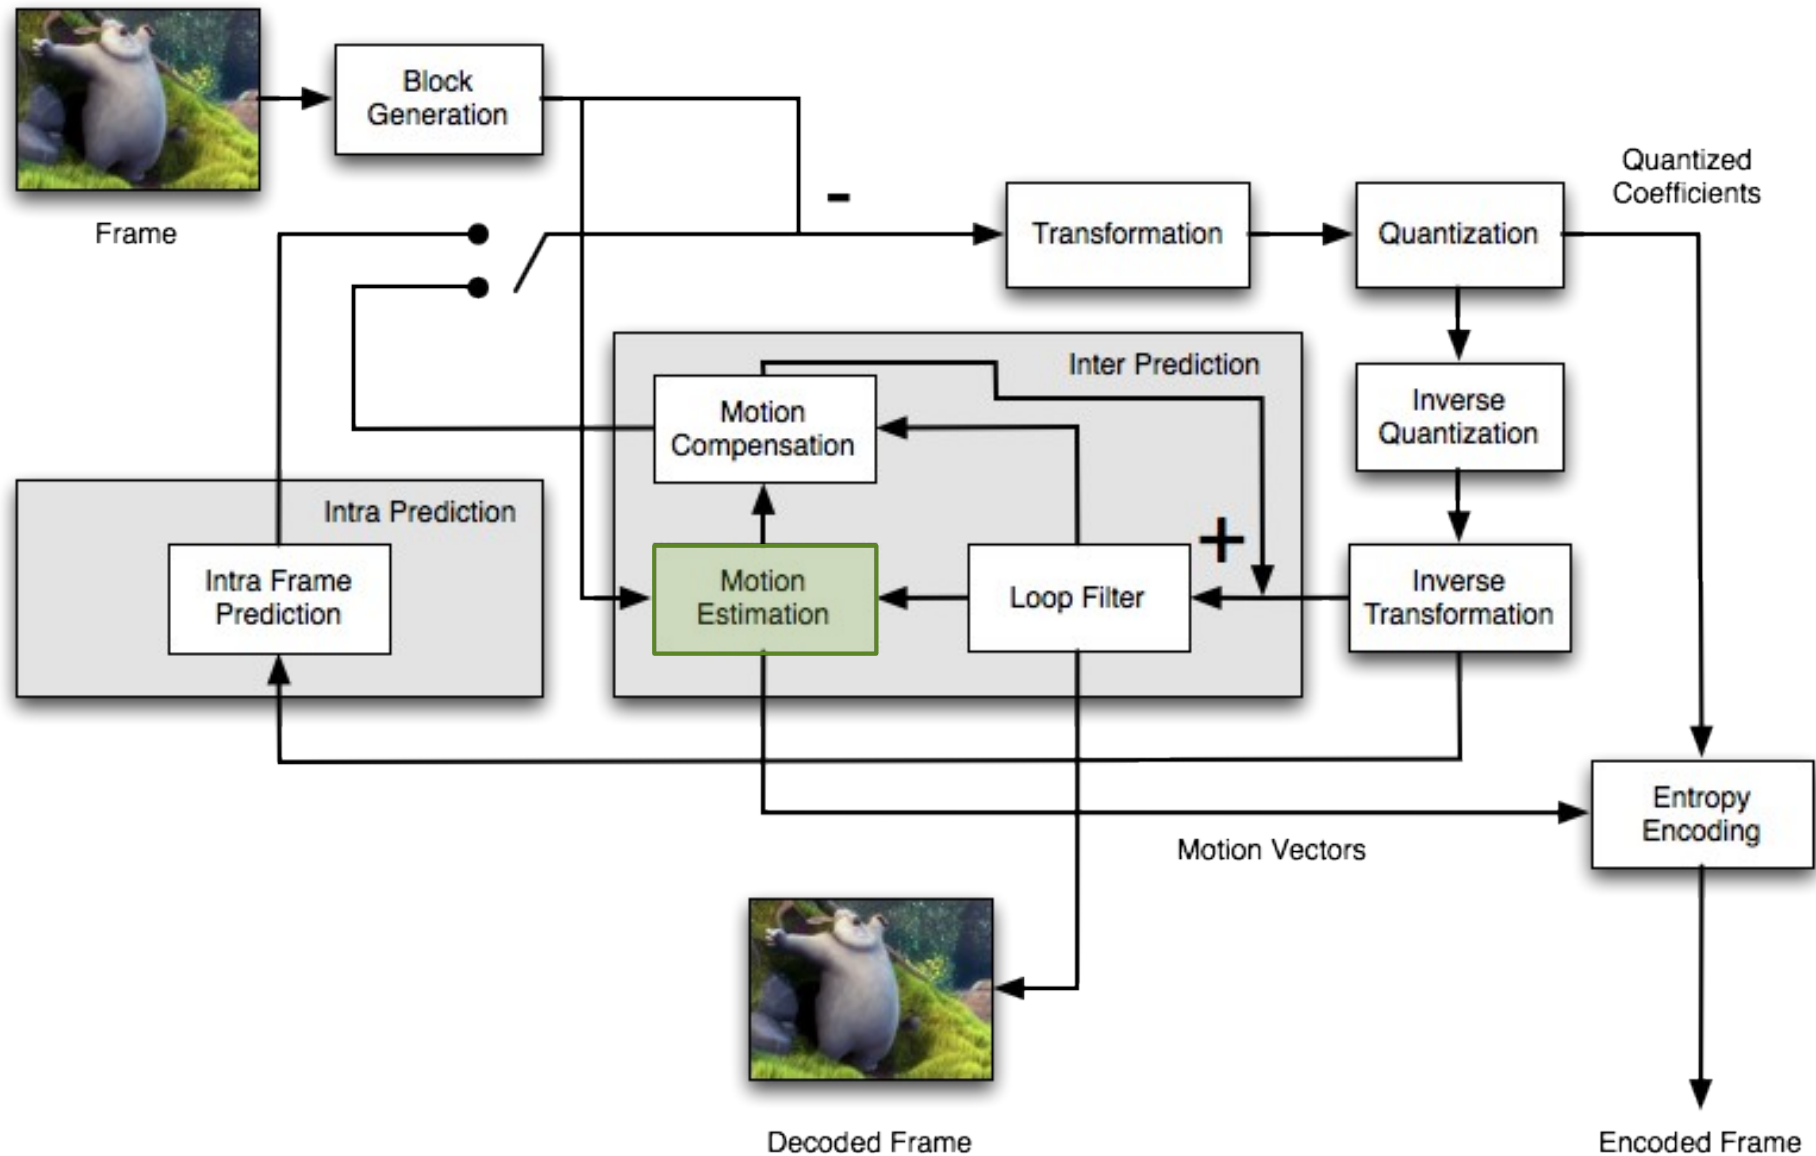 Block
Generation
Frame
-
Transformation
Quantization
Quantized
Coefficients
Inter Prediction
Motion
Compensation
Inverse
Quantization
Intra Prediction
Intra Frame
Prediction
Motion
Estimation
Loop Filter
+
Inverse
Transformation
Entropy
Encoding
Motion Vectors
Decoded Frame
Encoded Frame